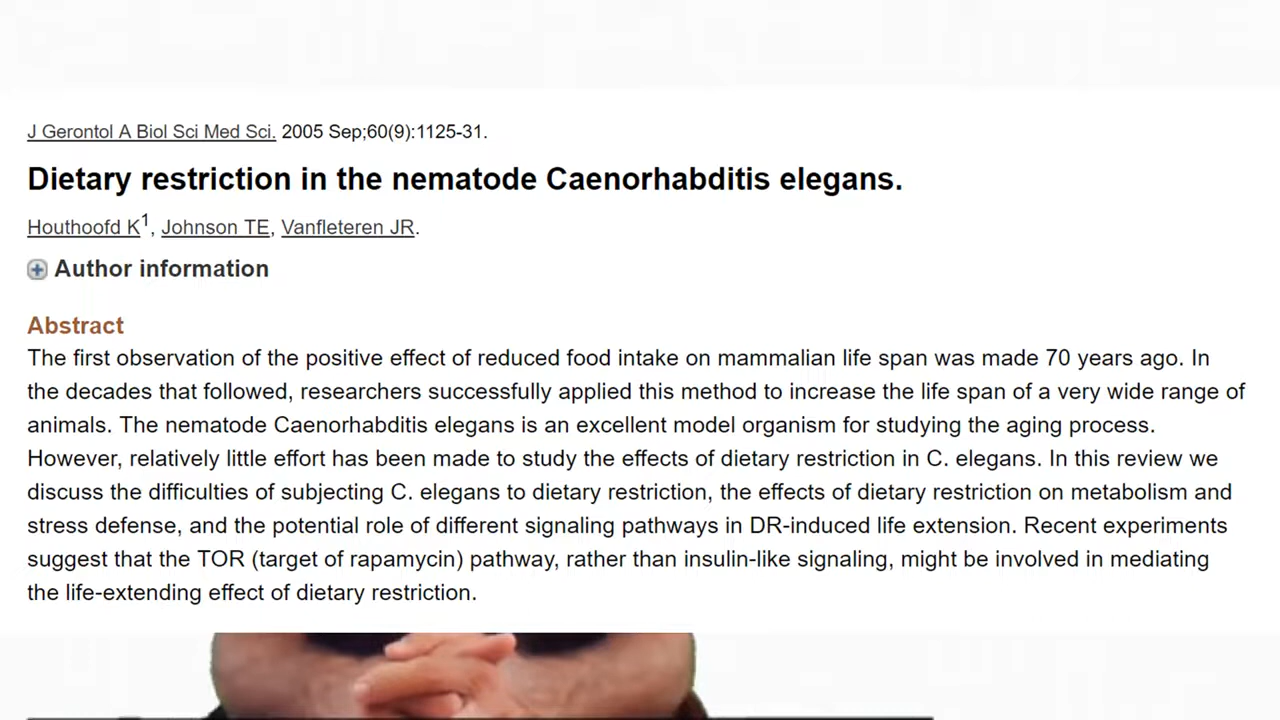 J Gerontol A Biol Sci Med Sci. 2005 Sep;60(9):1125-31.
Dietary restriction in the nematode Caenorhabditis elegans.
Houthoofd K1, Johnson TE, Vanfleteren JR.
Author information
Abstract
The first observation of the positive effect of reduced food intake on mammalian life span was made 70 years ago. In
the decades that followed, researchers successfully applied this method to increase the life span of a very wide range of
animals. The nematode Caenorhabditis elegans is an excellent model organism for studying the aging process.
However, relatively little effort has been made to study the effects of dietary restriction in C. elegans. In this review we
discuss the difficulties of subjecting C. elegans to dietary restriction, the effects of dietary restriction on metabolism and
stress defense, and the potential role of different signaling pathways in DR-induced life extension. Recent experiments
suggest that the TOR (target of rapamycin) pathway, rather than insulin-like signaling, might be involved in mediating
the life-extending effect of dietary restriction.